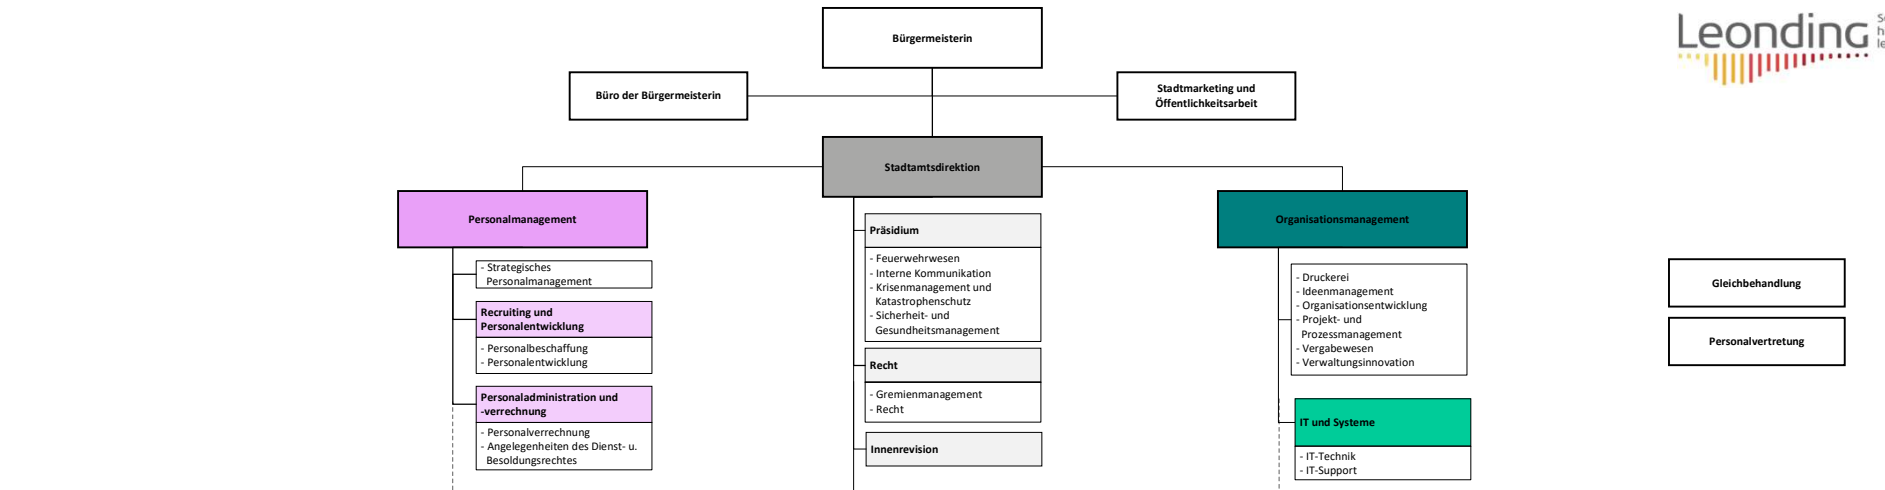 Bürgermeisterin
Leonding
Büro der Bürgermeisterin
Stadtmarketing und
Öffentlichkeitsarbeit
Stadtamtsdirektion
Personalmanagement
- Strategisches
Personalmanagement
Recruiting und
Personalentwicklung
- Personalbeschaffung
- Personalentwicklung
Personaladministration und
-verrechnung
- Personalverrechnung
- Angelegenheiten des Dienst- u.
Besoldungsrechtes
Präsidium
- Feuerwehrwesen
- Interne Kommunikation
- Krisenmanagement und
Katastrophenschutz
- Sicherheit- und
Gesundheitsmanagement
Recht
- Gremienmanagement
- Recht
Innenrevision
Organisationsmanagement
- Druckerei
- Ideenmanagement
- Organisationsentwicklung
- Projekt- und
Prozessmanagement
- Vergabewesen
- Verwaltungsinnovation
IT und Systeme
- IT-Technik
- IT-Support
Gleichbehandlung
Personalvertretung